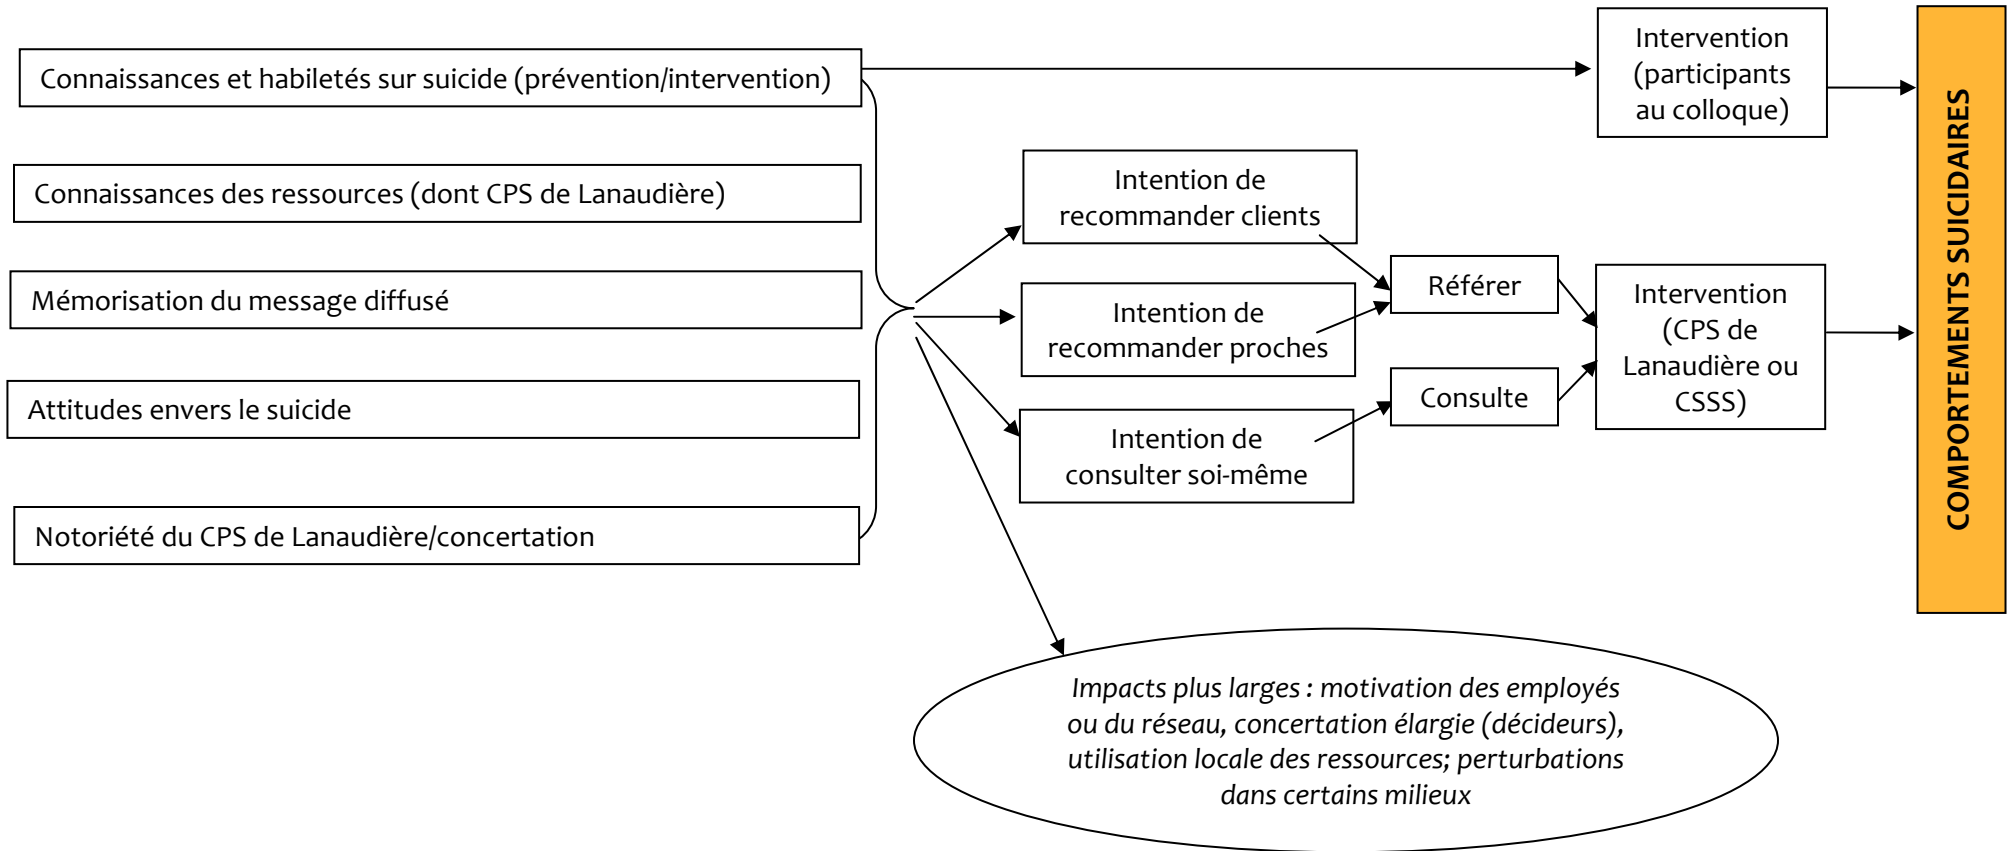 Connaissances et habiletés sur suicide (prévention/intervention)
Connaissances des ressources (dont CPS de Lanaudière)
Mémorisation du message diffusé
Attitudes envers le suicide
Notoriété du CPS de Lanaudière/concertation
Intention de
recommander clients
Intention de
recommander proches
Intention de
consulter soi-même
Référer
Consulte
Intervention
(participants
au colloque)
Intervention
(CPS de
Lanaudière ou
CSSS)
COMPORTEMENTS SUICIDAIRES
Impacts plus larges : motivation des employés
ou du réseau, concertation élargie (décideurs),
utilisation locale des ressources; perturbations
dans certains milieux